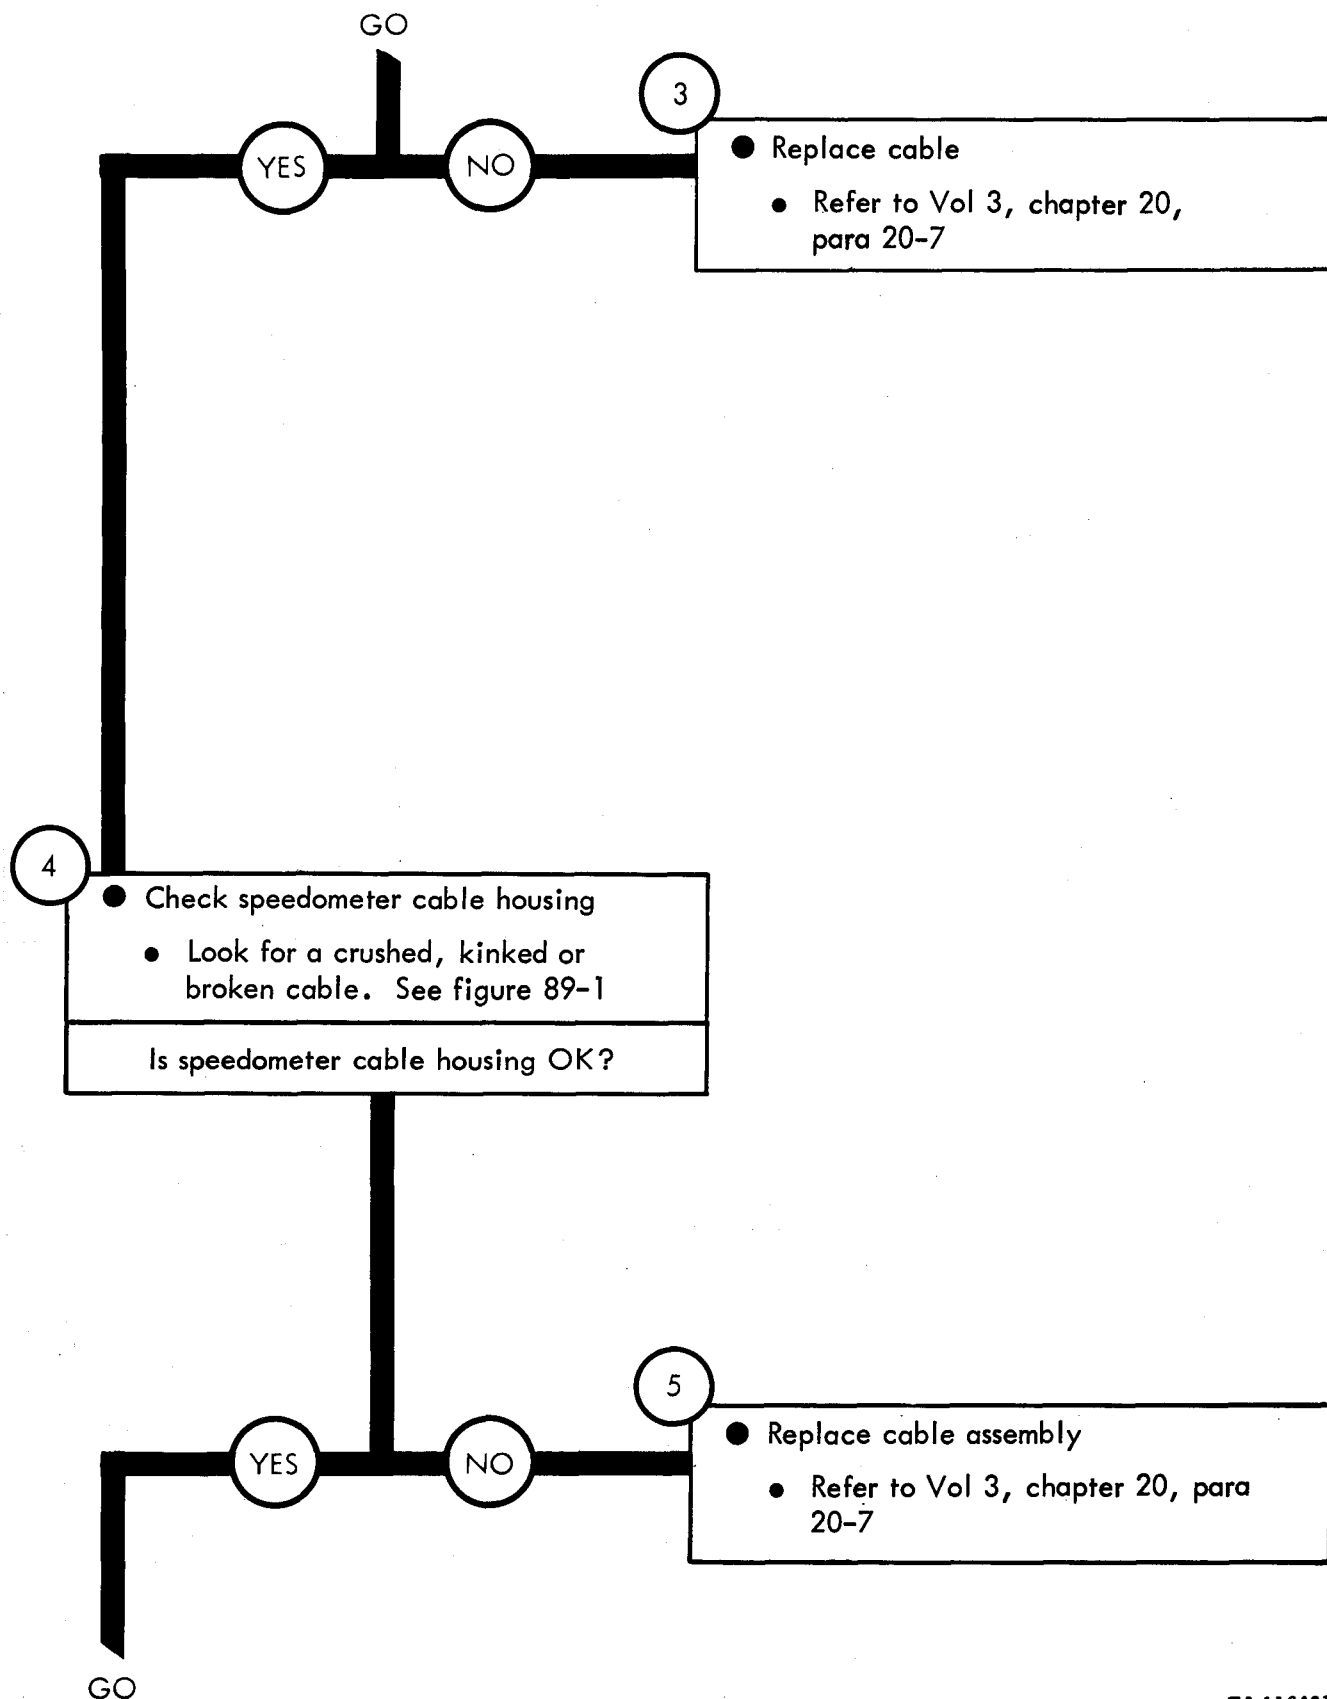 GO
3
YES
NO
● Replace cable
● Refer to Vol 3, chapter 20,
para 20-7
4
● Check speedometer cable housing
● Look for a crushed, kinked or
broken cable. See figure 89-1
Is speedometer cable housing OK?
5
YES
NO
● Replace cable assembly
● Refer to Vol 3, chapter 20, para
20-7
GO